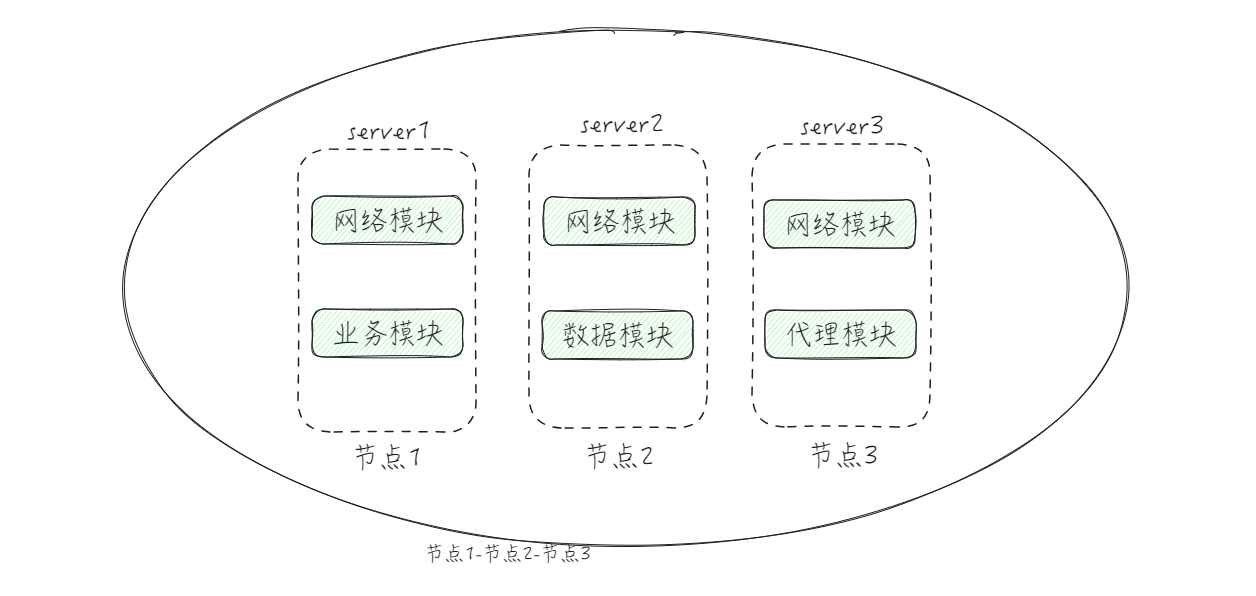 server1
server2
server3
网络模块
网络模块
网络模块
业务模块
数据模块
代理模块
节点1
节点2
节点3
节点1-节点2-节点3